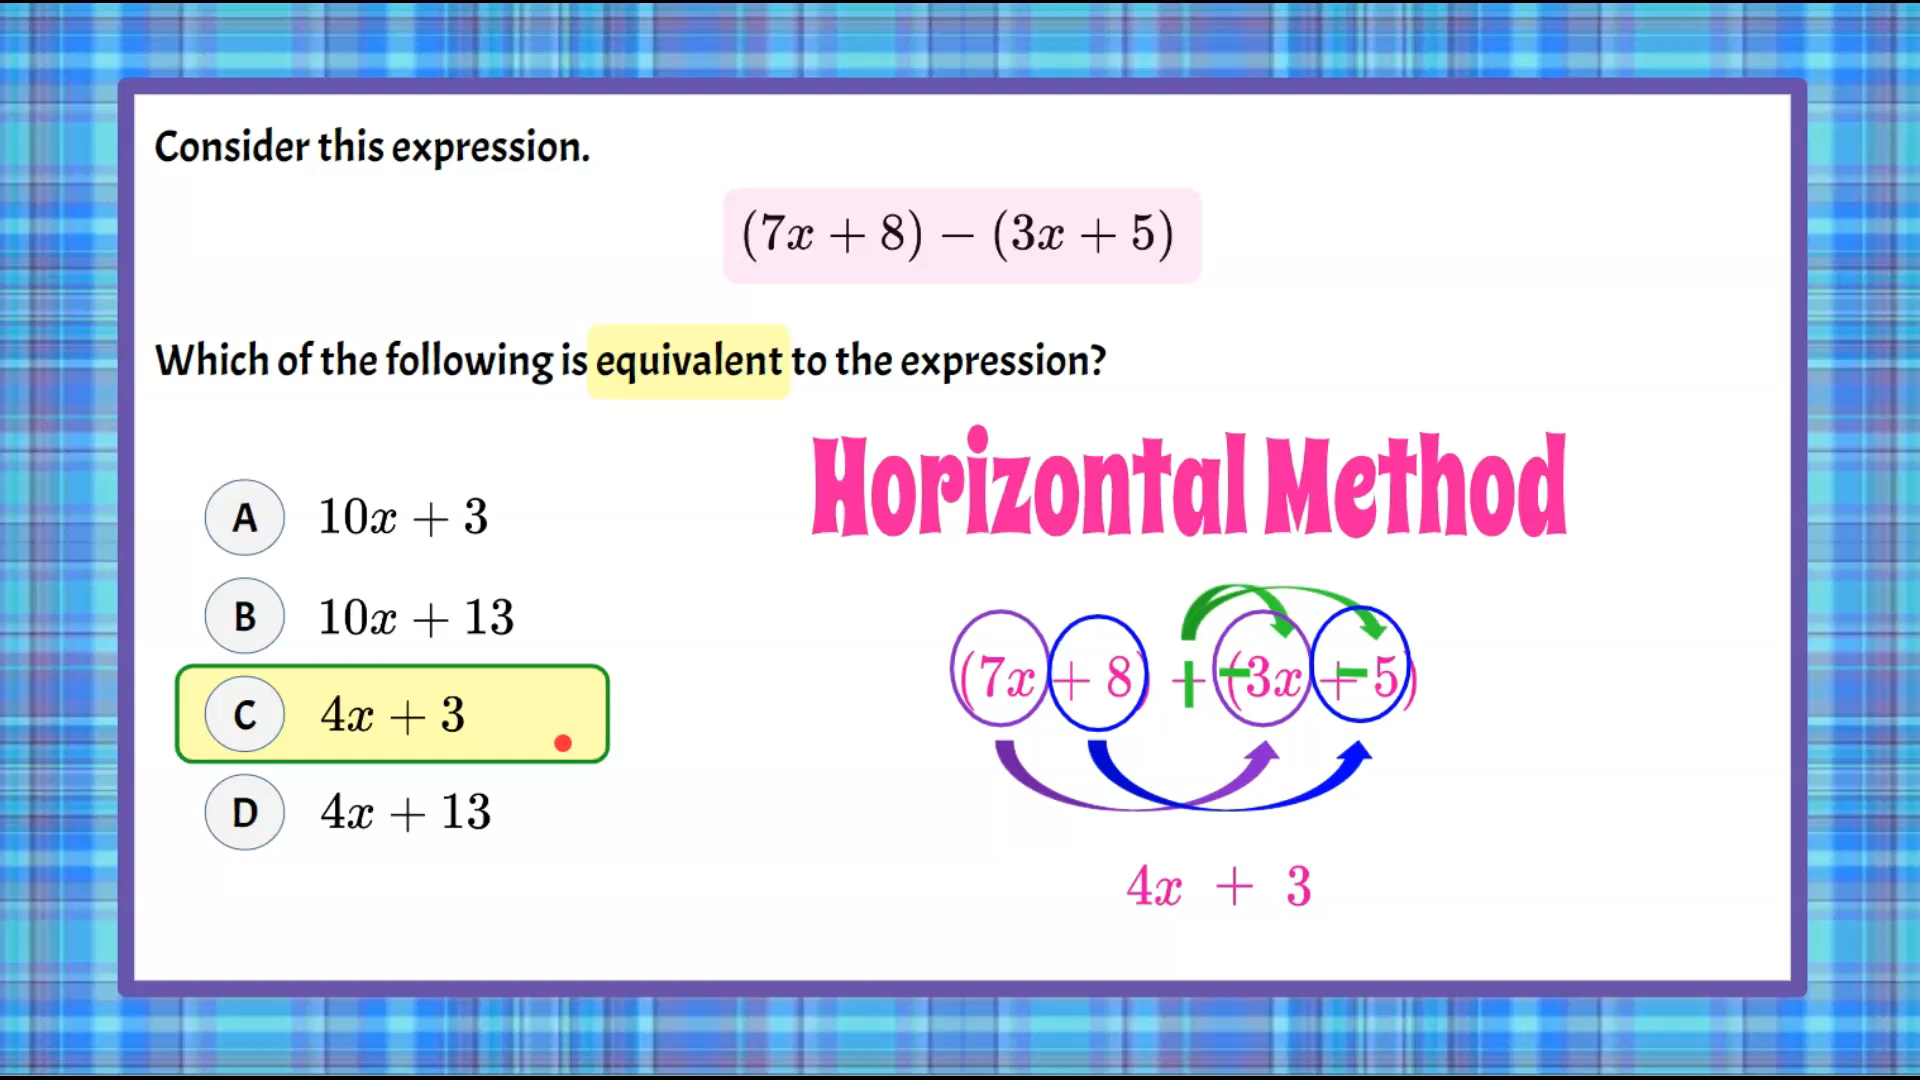 Consider this expression.
(7x + 8) − (3x + 5)
Which of the following is equivalent to the expression?
Horizontal Method
A 10x + 3
B 10x + 13
C 4x + 3
D 4x + 13
(7x + 8) + (−3x − 5)
4x + 3